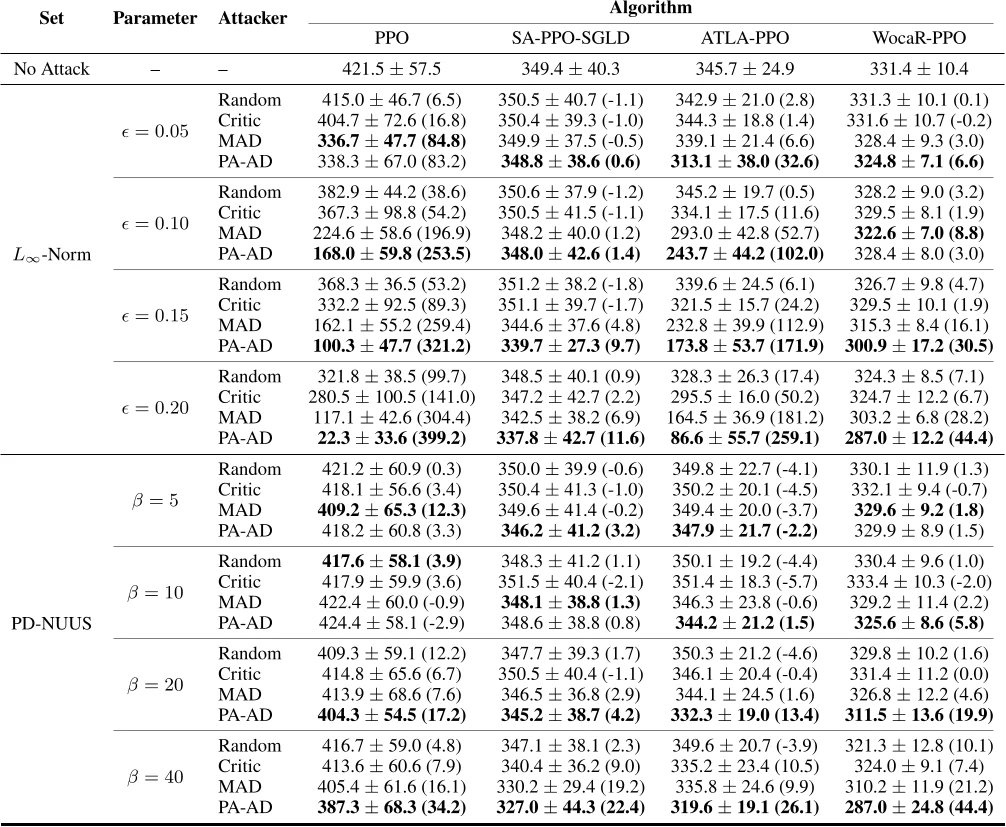 Set Parameter Attacker Algorithm
PPO SA-PPO-SGLD ATLA-PPO WocaR-PPO
No Attack – – 421.5 ± 57.5 349.4 ± 40.3 345.7 ± 24.9 331.4 ± 10.4
L∞-Norm
ϵ = 0.05
Random 415.0 ± 46.7 (6.5) 350.5 ± 40.7 (-1.1) 342.9 ± 21.0 (2.8) 331.3 ± 10.1 (0.1)
Critic 404.7 ± 72.6 (16.8) 350.4 ± 39.3 (-1.0) 344.3 ± 18.8 (1.4) 331.6 ± 10.7 (-0.2)
MAD 336.7 ± 47.7 (84.8) 349.9 ± 37.5 (-0.5) 339.1 ± 21.4 (6.6) 328.4 ± 9.3 (3.0)
PA-AD 338.3 ± 67.0 (83.2) 348.8 ± 38.6 (0.6) 313.1 ± 38.0 (32.6) 324.8 ± 7.1 (6.6)
ϵ = 0.10
Random 382.9 ± 44.2 (38.6) 350.6 ± 37.9 (-1.2) 345.2 ± 19.7 (0.5) 328.2 ± 9.0 (3.2)
Critic 367.3 ± 98.8 (54.2) 350.5 ± 41.5 (-1.1) 334.1 ± 17.5 (11.6) 329.5 ± 8.1 (1.9)
MAD 224.6 ± 58.6 (196.9) 348.2 ± 40.0 (1.2) 293.0 ± 42.8 (52.7) 322.6 ± 7.0 (8.8)
PA-AD 168.0 ± 59.8 (253.5) 348.0 ± 42.6 (1.4) 243.7 ± 44.2 (102.0) 328.4 ± 8.0 (3.0)
ϵ = 0.15
Random 368.3 ± 36.5 (53.2) 351.2 ± 38.2 (-1.8) 339.6 ± 24.5 (6.1) 326.7 ± 9.8 (4.7)
Critic 332.2 ± 92.5 (89.3) 351.1 ± 39.7 (-1.7) 321.5 ± 15.7 (24.2) 329.5 ± 10.1 (1.9)
MAD 162.1 ± 55.2 (259.4) 344.6 ± 37.6 (4.8) 232.8 ± 39.9 (112.9) 315.3 ± 8.4 (16.1)
PA-AD 100.3 ± 47.7 (321.2) 339.7 ± 27.3 (9.7) 173.8 ± 53.7 (171.9) 300.9 ± 17.2 (30.5)
ϵ = 0.20
Random 321.8 ± 38.5 (99.7) 348.5 ± 40.1 (0.9) 328.3 ± 26.3 (17.4) 324.3 ± 8.5 (7.1)
Critic 280.5 ± 100.5 (141.0) 347.2 ± 42.7 (2.2) 295.5 ± 16.0 (50.2) 324.7 ± 12.2 (6.7)
MAD 117.1 ± 42.6 (304.4) 342.5 ± 38.2 (6.9) 164.5 ± 36.9 (181.2) 303.2 ± 6.8 (28.2)
PA-AD 22.3 ± 33.6 (399.2) 337.8 ± 42.7 (11.6) 86.6 ± 55.7 (259.1) 287.0 ± 12.2 (44.4)
PD-NUUS
β = 5
Random 421.2 ± 60.9 (0.3) 350.0 ± 39.9 (-0.6) 349.8 ± 22.7 (-4.1) 330.1 ± 11.9 (1.3)
Critic 418.1 ± 56.6 (3.4) 350.4 ± 41.3 (-1.0) 350.2 ± 20.1 (-4.5) 332.1 ± 9.4 (-0.7)
MAD 409.2 ± 65.3 (12.3) 349.6 ± 41.4 (-0.2) 349.4 ± 20.0 (-3.7) 329.6 ± 9.2 (1.8)
PA-AD 418.2 ± 60.8 (3.3) 346.2 ± 41.2 (3.2) 347.9 ± 21.7 (-2.2) 329.9 ± 8.9 (1.5)
β = 10
Random 417.6 ± 58.1 (3.9) 348.3 ± 41.2 (1.1) 350.1 ± 19.2 (-4.4) 330.4 ± 9.6 (1.0)
Critic 417.9 ± 59.9 (3.6) 351.5 ± 40.4 (-2.1) 351.4 ± 18.3 (-5.7) 333.4 ± 10.3 (-2.0)
MAD 422.4 ± 60.0 (-0.9) 348.1 ± 38.8 (1.3) 346.3 ± 23.8 (-0.6) 329.2 ± 11.4 (2.2)
PA-AD 424.4 ± 58.1 (-2.9) 348.6 ± 38.8 (0.8) 344.2 ± 21.2 (1.5) 325.6 ± 8.6 (5.8)
β = 20
Random 409.3 ± 59.1 (12.2) 347.7 ± 39.3 (1.7) 350.3 ± 21.2 (-4.6) 329.8 ± 10.2 (1.6)
Critic 414.8 ± 65.6 (6.7) 350.5 ± 40.4 (-1.1) 346.1 ± 20.4 (-0.4) 331.4 ± 11.2 (0.0)
MAD 413.9 ± 68.6 (7.6) 346.5 ± 36.8 (2.9) 344.1 ± 24.5 (1.6) 326.8 ± 12.2 (4.6)
PA-AD 404.3 ± 54.5 (17.2) 345.2 ± 38.7 (4.2) 332.3 ± 19.0 (13.4) 311.5 ± 13.6 (19.9)
β = 40
Random 416.7 ± 59.0 (4.8) 347.1 ± 38.1 (2.3) 349.6 ± 20.7 (-3.9) 321.3 ± 12.8 (10.1)
Critic 413.6 ± 60.6 (7.9) 340.4 ± 36.2 (9.0) 335.2 ± 23.4 (10.5) 324.0 ± 9.1 (7.4)
MAD 405.4 ± 61.6 (16.1) 330.2 ± 29.4 (19.2) 335.8 ± 24.6 (9.9) 310.2 ± 11.9 (21.2)
PA-AD 387.3 ± 68.3 (34.2) 327.0 ± 44.3 (22.4) 319.6 ± 19.1 (26.1) 287.0 ± 24.8 (44.4)